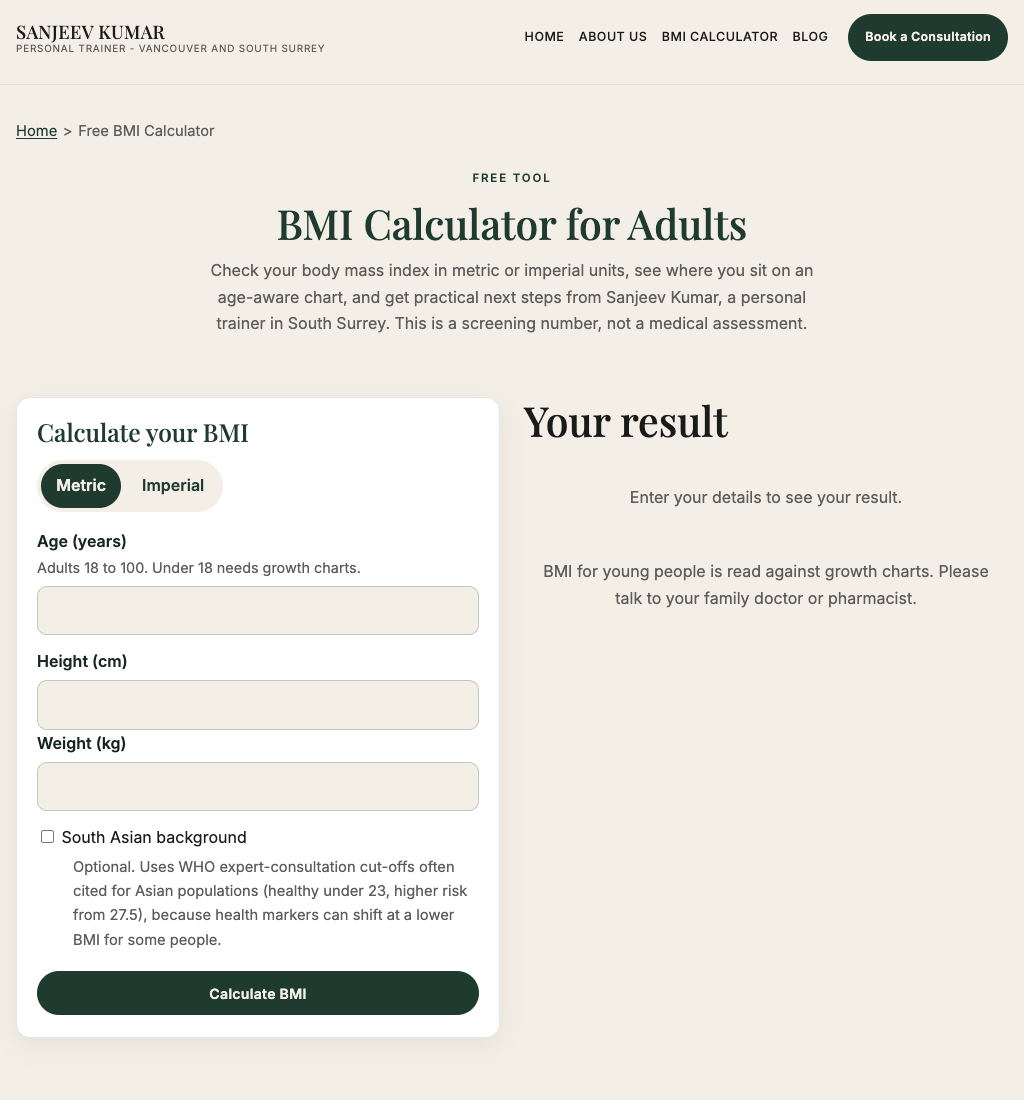 SANJEEV KUMAR
PERSONAL TRAINER - VANCOUVER AND SOUTH SURREY
HOME ABOUT US BMI CALCULATOR BLOG Book a Consultation
Home > Free BMI Calculator
FREE TOOL
BMI Calculator for Adults
Check your body mass index in metric or imperial units, see where you sit on an
age-aware chart, and get practical next steps from Sanjeev Kumar, a personal
trainer in South Surrey. This is a screening number, not a medical assessment.
Calculate your BMI
Metric Imperial
Age (years)
Adults 18 to 100. Under 18 needs growth charts.
Height (cm)
Weight (kg)
South Asian background
Optional. Uses WHO expert-consultation cut-offs often
cited for Asian populations (healthy under 23, higher risk
from 27.5), because health markers can shift at a lower
BMI for some people.
Calculate BMI
Your result
Enter your details to see your result.
BMI for young people is read against growth charts. Please
talk to your family doctor or pharmacist.